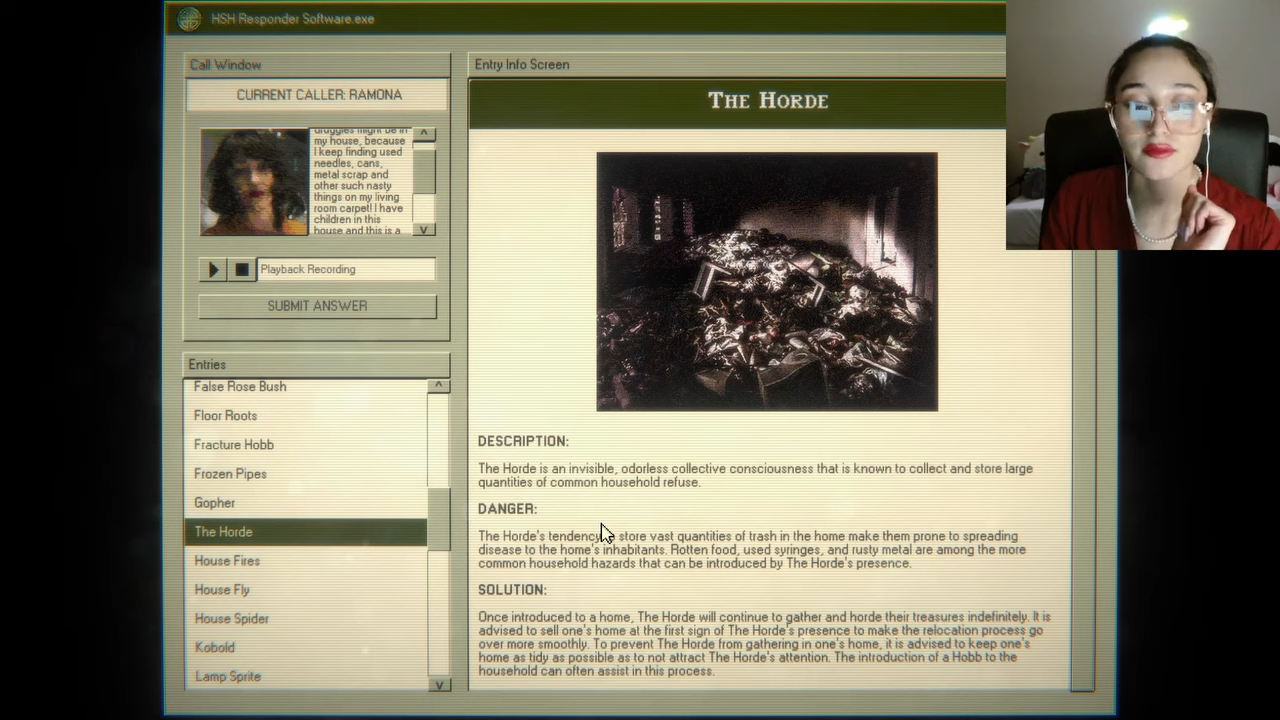 HSH Responder Software.exe
Call Window
CURRENT CALLER: RAMONA
druggies might be in
my house, because
I keep finding used
needles, cans,
metal scrap and
other such nasty
things on my living
room carpet! I have
children in this
house and this is a
Playback Recording
SUBMIT ANSWER
Entries
False Rose Bush
Floor Roots
Fracture Hobb
Frozen Pipes
Gopher
The Horde
House Fires
House Fly
House Spider
Kobold
Lamp Sprite
Entry Info Screen
The Horde
DESCRIPTION:
The Horde is an invisible, odorless collective consciousness that is known to collect and store large
quantities of common household refuse.
DANGER:
The Horde's tendency store vast quantities of trash in the home make them prone to spreading
disease to the home's inhabitants. Rotten food, used syringes, and rusty metal are among the more
common household hazards that can be introduced by The Horde's presence.
SOLUTION:
Once introduced to a home, The Horde will continue to gather and horde their treasures indefinitely. It is
advised to sell one's home at the first sign of The Horde's presence to make the relocation process go
over more smoothly. To prevent The Horde from gathering in one's home, it is advised to keep one's
home as tidy as possible as to not attract The Horde's attention. The introduction of a Hobb to the
household can often assist in this process.